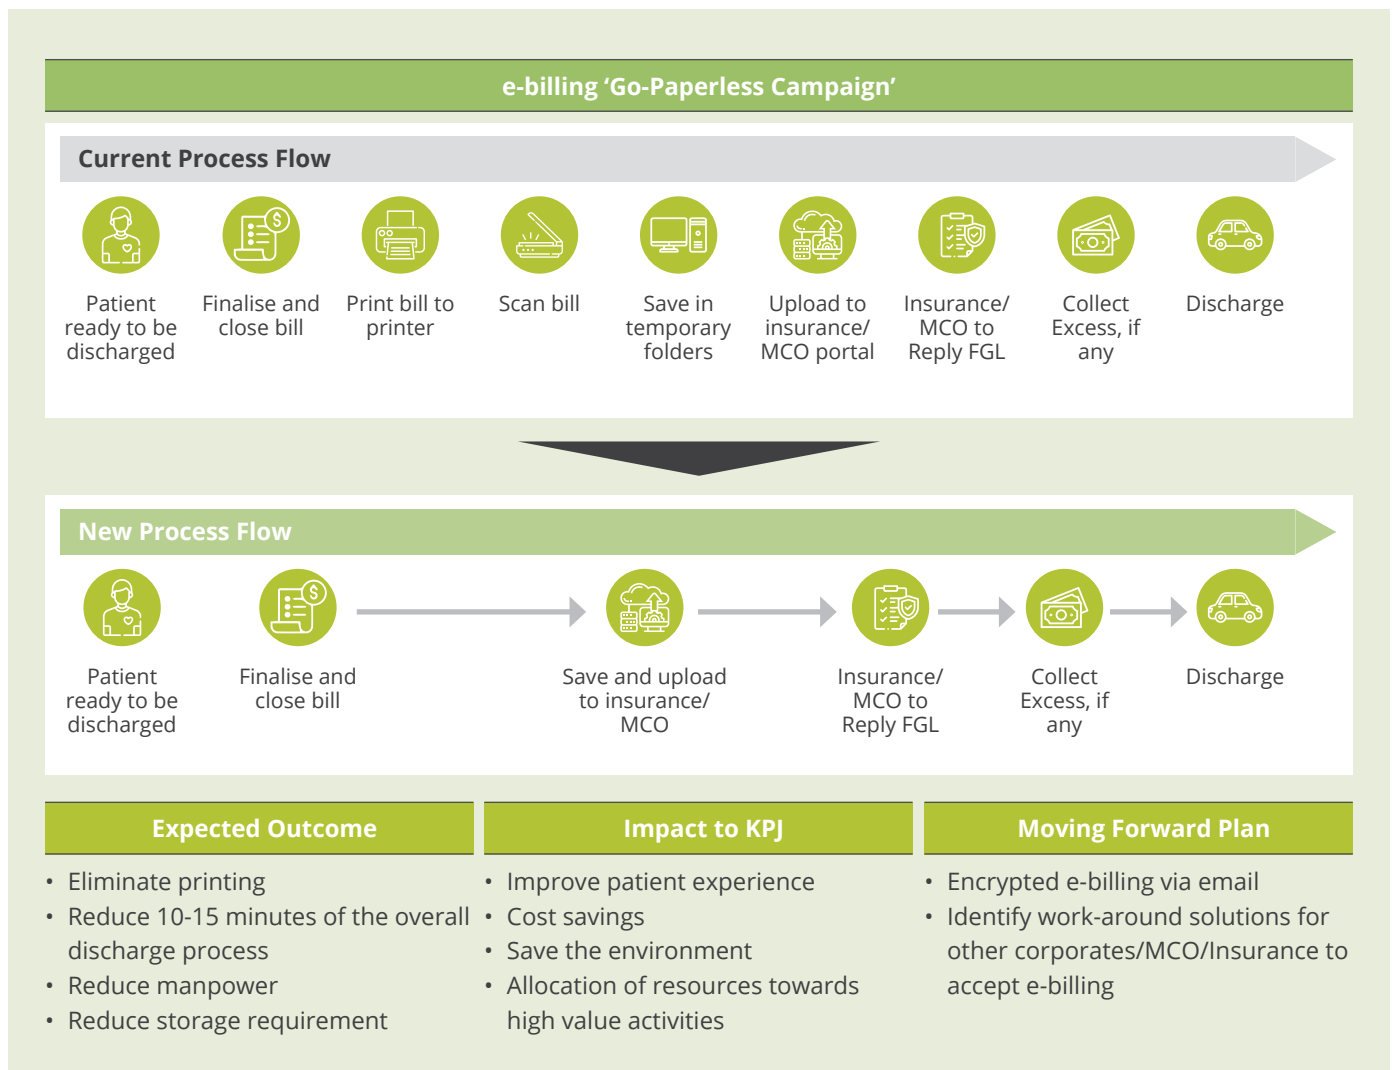 e-billing ‘Go-Paperless Campaign’
Current Process Flow
Patient
ready to be
discharged
Finalise and
close bill
Print bill to
printer
Scan bill
Save in
temporary
folders
Upload to
insurance/
MCO portal
Insurance/
MCO to
Reply FGL
Collect
Excess, if
any
Discharge
New Process Flow
Patient
ready to be
discharged
Finalise and
close bill
Save and upload
to insurance/
MCO
Insurance/
MCO to
Reply FGL
Collect
Excess, if
any
Discharge
Expected Outcome
• Eliminate printing
• Reduce 10-15 minutes of the overall
discharge process
• Reduce manpower
• Reduce storage requirement
Impact to KPJ
• Improve patient experience
• Cost savings
• Save the environment
• Allocation of resources towards
high value activities
Moving Forward Plan
• Encrypted e-billing via email
• Identify work-around solutions for
other corporates/MCO/Insurance to
accept e-billing